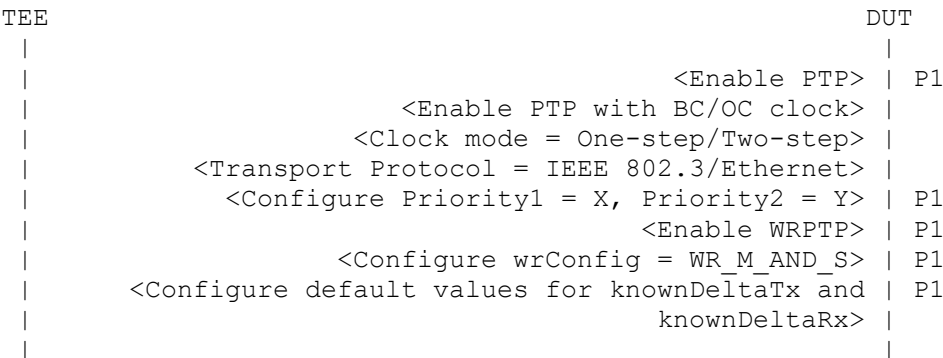 TEE DUT
| |
| <Enable PTP> | P1
| <Enable PTP with BC/OC clock> |
| <Clock mode = One-step/Two-step> |
| <Transport Protocol = IEEE 802.3/Ethernet> |
| <Configure Priority1 = X, Priority2 = Y> | P1
| <Enable WRPTP> | P1
| <Configure wrConfig = WR_M_AND_S> | P1
| <Configure default values for knownDeltaTx and | P1
| knownDeltaRx> |
| |